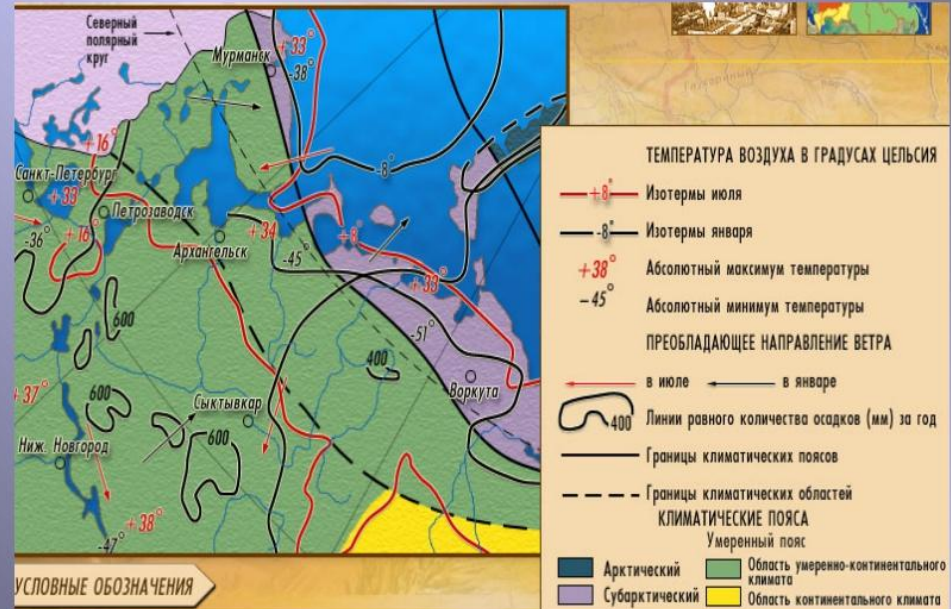 Северный
полярный
круг
Мурманск
+33°
-38°
-8°
+16°
Санкт-Петербург
+33
Петрозаводск
-36°
+16°
Архангельск
+34
-45°
+8
+33°
600
-51°
400
Воркута
+37°
600
Сыктывкар
600
Ниж. Новгород
+38°
-47°
УСЛОВНЫЕ ОБОЗНАЧЕНИЯ
ТЕМПЕРАТУРА ВОЗДУХА В ГРАДУСАХ ЦЕЛЬСИЯ
+8° Изотермы июля
-8° Изотермы января
+38° Абсолютный максимум температуры
-45° Абсолютный минимум температуры
ПРЕОБЛАДАЮЩЕЕ НАПРАВЛЕНИЕ ВЕТРА
в июле в январе
400 Линии равного количества осадков (мм) за год
Границы климатических поясов
Границы климатических областей
КЛИМАТИЧЕСКИЕ ПОЯСА
Умеренный пояс
Арктический
Область умеренно-континентального
климата
Субарктический
Область континентального климата